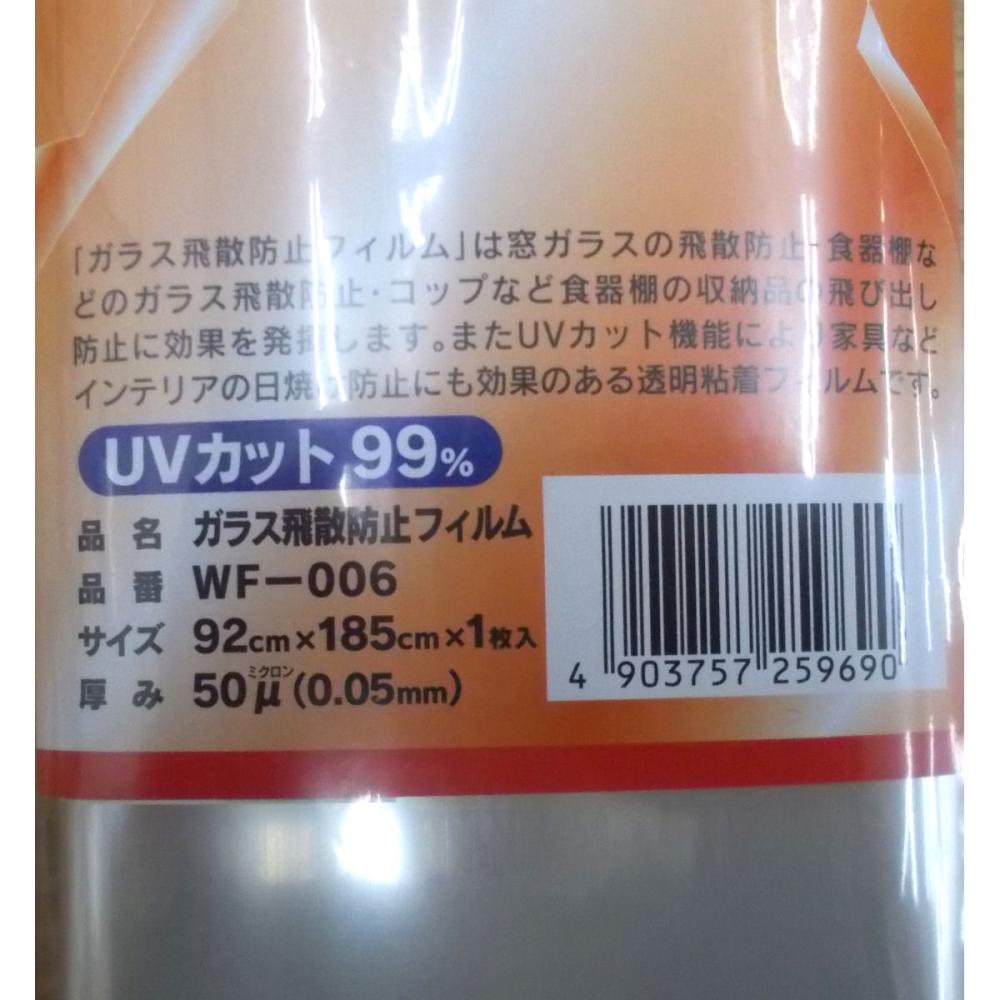 「ガラス飛散防止フィルム」は窓ガラスの飛散防止・食器棚な
どのガラス飛散防止・コップなど食器棚の収納品の飛び出し
防止に効果を発揮します。またUVカット機能により家具など
インテリアの日焼け防止にも効果のある透明粘着フィルムです。
UVカット99%
品名 ガラス飛散防止フィルム
品番 WF-006
サイズ 92cm×185cm×1枚入
ミクロン
厚み 50μ(0.05mm)
4 903757 259690